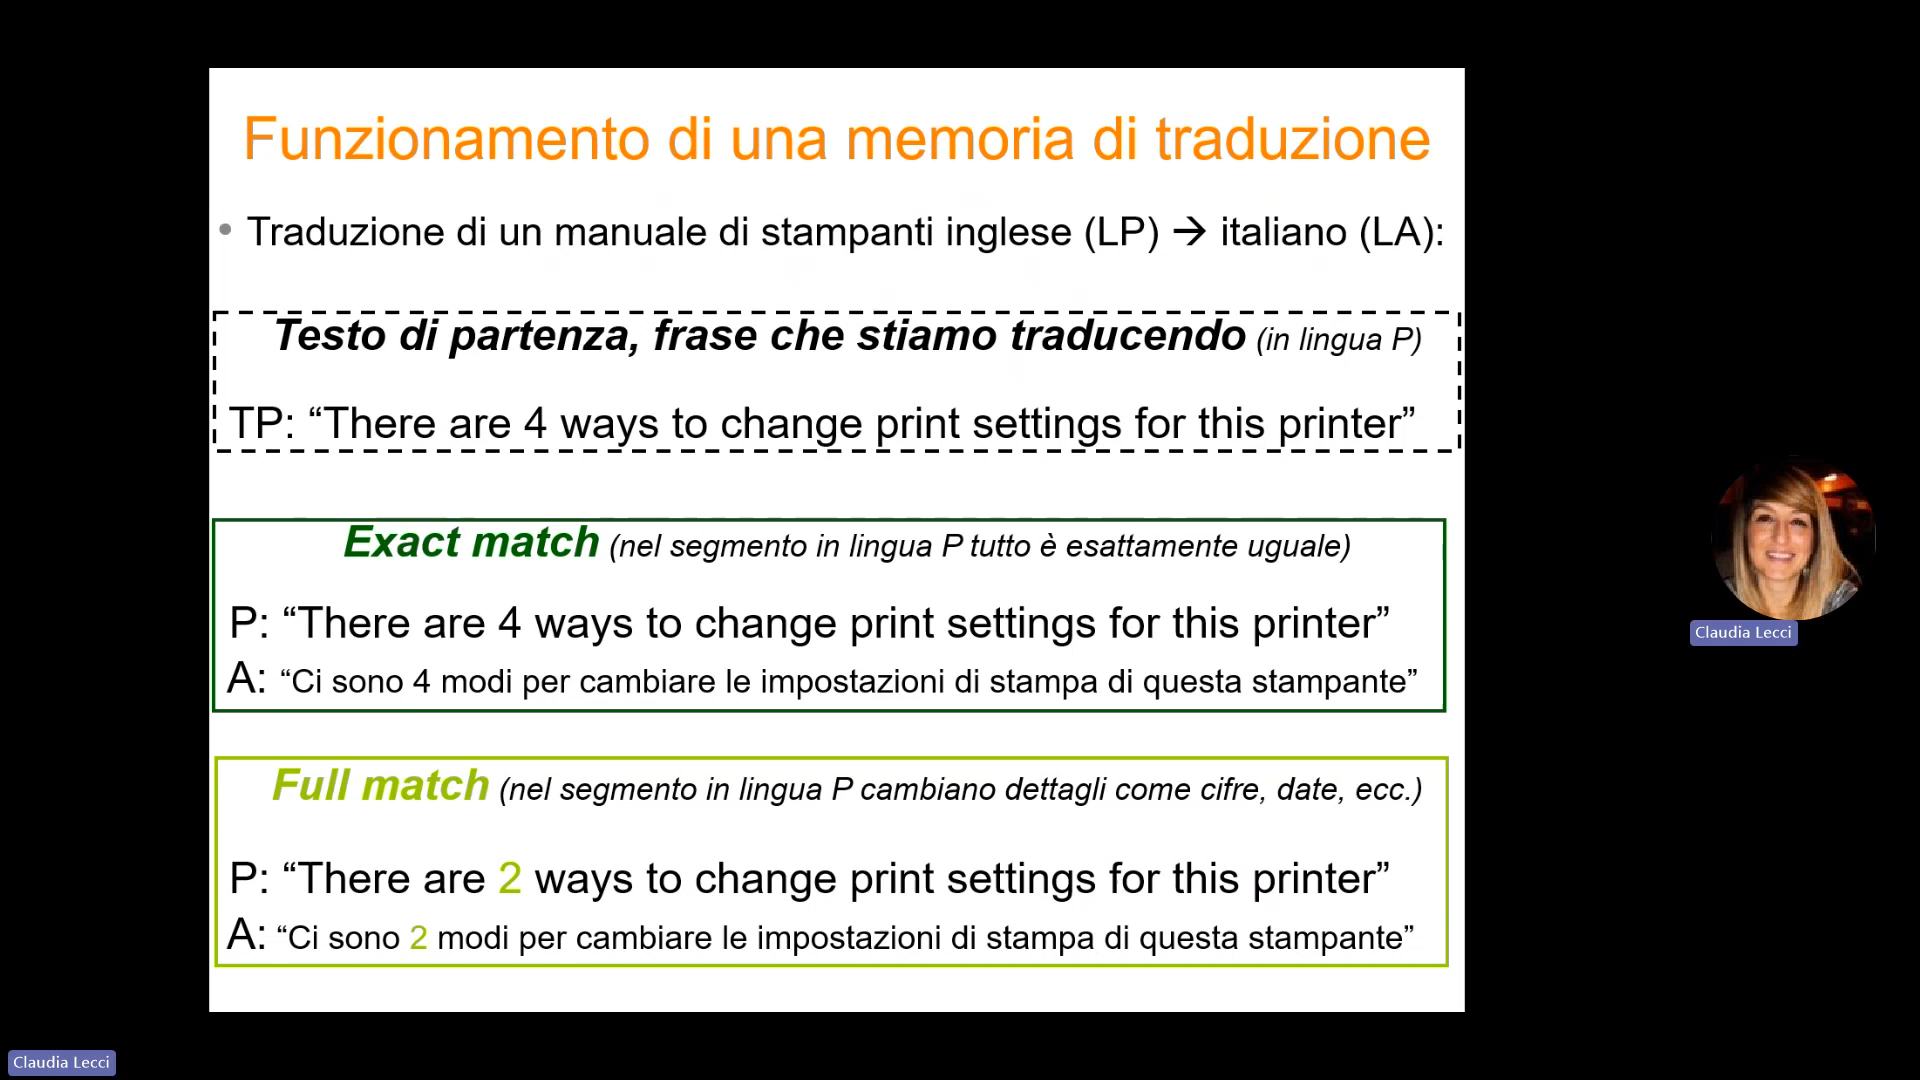 Funzionamento di una memoria di traduzione
• Traduzione di un manuale di stampanti inglese (LP) → italiano (LA):
Testo di partenza, frase che stiamo traducendo (in lingua P)
TP: “There are 4 ways to change print settings for this printer”
Exact match (nel segmento in lingua P tutto è esattamente uguale)
P: “There are 4 ways to change print settings for this printer”
A: “Ci sono 4 modi per cambiare le impostazioni di stampa di questa stampante”
Full match (nel segmento in lingua P cambiano dettagli come cifre, date, ecc.)
P: “There are 2 ways to change print settings for this printer”
A: “Ci sono 2 modi per cambiare le impostazioni di stampa di questa stampante”
Claudia Lecci
Claudia Lecci